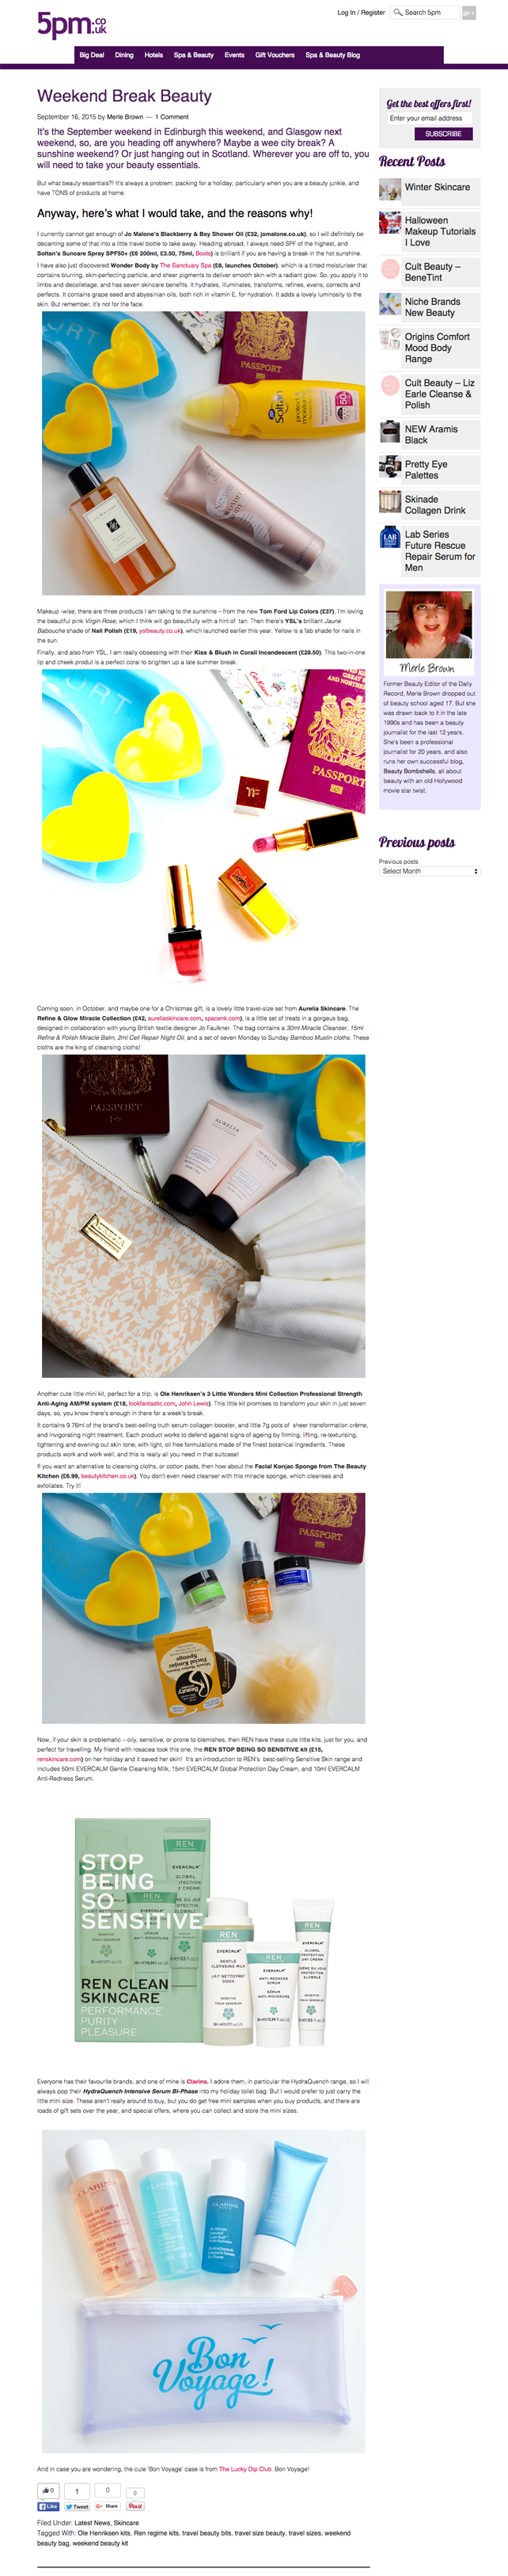 5pm.co.uk
Log In / Register
Search 5pm
go »
Big Deal Dining Hotels Spa & Beauty Events Gift Vouchers Spa & Beauty Blog
Weekend Break Beauty
September 16, 2015 by Merle Brown — 1 Comment
It's the September weekend in Edinburgh this weekend, and Glasgow next
weekend, so, are you heading off anywhere? Maybe a wee city break? A
sunshine weekend? Or just hanging out in Scotland. Wherever you are off to, you
will need to take your beauty essentials.
But what beauty essentials?! It's always a problem, packing for a holiday, particularly when you are a beauty junkie, and
have TONS of products at home.
Anyway, here's what I would take, and the reasons why!
I currently cannot get enough of Jo Malone's Blackberry & Bay Shower Oil (£32, jomalone.co.uk), so I will definitely be
decanting some of that into a little travel bottle to take away. Heading abroad, I always need SPF of the highest, and
Soltan's Suncare Spray SPF50+ (£6 200ml, £3.50, 75ml, Boots) is brilliant if you are having a break in the hot sunshine.
I have also just discovered Wonder Body by The Sanctuary Spa (£8, launches October), which is a tinted moisturiser that
contains blurring, skin-perfecting particle, and sheer pigments to deliver smooth skin with a radiant glow. So, you apply it to
limbs and decolletage, and has seven skincare benefits. It hydrates, illuminates, transforms, refines, evens, corrects and
perfects. It contains grape seed and abyssinian oils, both rich in vitamin E, for hydration. It adds a lovely luminosity to the
skin. But remember, it's not for the face.
PASSPORT
Soltan
Makeup -wise, there are three products I am taking to the sunshine – from the new Tom Ford Lip Colors (£37), I'm loving
the beautiful pink Virgin Rose, which I think will go beautifully with a hint of tan. Then there's YSL's brilliant Jaune
Babouche shade of Nail Polish (£19, yslbeauty.co.uk), which launched earlier this year. Yellow is a fab shade for nails in
the sun.
Finally, and also from YSL, I am really obsessing with their Kiss & Blush in Corail Incandescent (£28.50). This two-in-one
lip and cheek produt is a perfect coral to brighten up a late summer break.
PASSPORT
TF
Coming soon, in October, and maybe one for a Christmas gift, is a lovely little travel-size set from Aurelia Skincare. The
Refine & Glow Miracle Collection (£42, aureliaskincare.com, spacenk.com), is a little set of treats in a gorgeous bag,
designed in collaboration with young British textile designer Jo Faulkner. The bag contains a 30ml Miracle Cleanser, 15ml
Refine & Polish Miracle Balm, 2ml Cell Repair Night Oil, and a set of seven Monday to Sunday Bamboo Muslin cloths. These
cloths are the king of cleansing cloths!
PASSPORT
AURELIA
AURELIA
Another cute little mini kit, perfect for a trip, is Ole Henriksen's 3 Little Wonders Mini Collection Professional Strength
Anti-Aging AM/PM system (£18, lookfantastic.com, John Lewis). This little kit promises to transform your skin in just seven
days, so, you know there's enough in there for a week's break.
It contains 9.76ml of the brand's best-selling truth serum collagen booster, and little 7g pots of sheer transformation crème,
and invigorating night treatment. Each product works to defend against signs of ageing by firming, lifting, re-texturising,
tightening and evening out skin tone; with light, oil free formulations made of the finest botanical ingredients. These
products work and work well, and this is really all you need in that suitcase!
If you want an alternative to cleansing cloths, or cotton pads, then how about the Facial Konjac Sponge from The Beauty
Kitchen (£6.99, beautykitchen.co.uk). You don't even need cleanser with this miracle sponge, which cleanses and
exfoliates. Try it!
PASSPORT
Facial Konjac
Sponge
Beauty
Now, if your skin is problematic – oily, sensitive, or prone to blemishes, then REN have these cute little kits, just for you, and
perfect for travelling. My friend with rosacea took this one, the REN STOP BEING SO SENSITIVE kit (£15,
renskincare.com) on her holiday and it saved her skin! It's an introduction to REN's best-selling Sensitive Skin range and
includes 50ml EVERCALM Gentle Cleansing Milk, 15ml EVERCALM Global Protection Day Cream, and 10ml EVERCALM
Anti-Redness Serum.
STOP
BEING
SO
SENSITIVE
REN CLEAN
SKINCARE
PERFORMANCE
PURITY
PLEASURE
REN
EVERCALM
GENTLE
CLEANSING MILK
LAIT NETTOYANT
DOUX
REN
EVERCALM
ANTI-REDNESS
SERUM
SÉRUM
ANTI-ROUGEURS
REN
EVERCALM
GLOBAL
PROTECTION
DAY CREAM
Everyone has their favourite brands, and one of mine is Clarins. I adore them, in particular the HydraQuench range, so I will
always pop their HydraQuench Intensive Serum Bi-Phase into my holiday toilet bag. But I would prefer to just carry the
little mini size. These aren't really around to buy, but you do get free mini samples when you buy products, and there are
loads of gift sets over the year, and special offers, where you can collect and store the mini sizes.
CLARINS
CLARINS
CLARINS
Bon
Voyage!
And in case you are wondering, the cute 'Bon Voyage' case is from The Lucky Dip Club. Bon Voyage!
0 1 0 0
Like Tweet Share Pin it
Filed Under: Latest News, Skincare
Tagged With: Ole Henriksen kits, Ren regime kits, travel beauty bits, travel size beauty, travel sizes, weekend
beauty bag, weekend beauty kit
Get the best offers first!
Enter your email address
SUBSCRIBE
Recent Posts
Winter Skincare
Halloween
Makeup Tutorials
I Love
Cult Beauty –
BeneTint
Niche Brands
New Beauty
Origins Comfort
Mood Body
Range
Cult Beauty – Liz
Earle Cleanse &
Polish
NEW Aramis
Black
Pretty Eye
Palettes
Skinade
Collagen Drink
Lab Series
Future Rescue
Repair Serum for
Men
Merle Brown
Former Beauty Editor of the Daily
Record, Merle Brown dropped out
of beauty school aged 17. But she
was drawn back to it in the late
1990s and has been a beauty
journalist for the last 12 years.
She's been a professional
journalist for 20 years, and also
runs her own successful blog,
Beauty Bombshells, all about
beauty with an old Hollywood
movie star twist.
Previous posts
Previous posts
Select Month